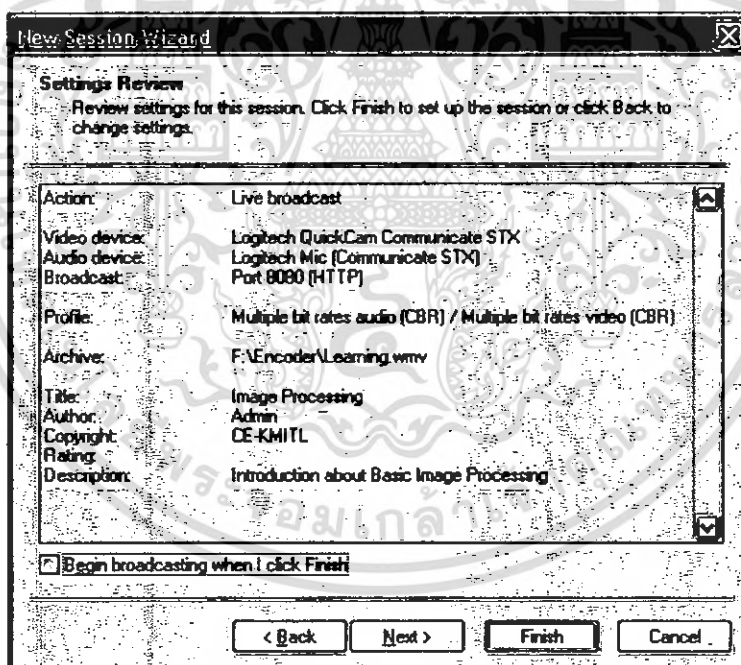 New Session Wizard
Settings Review
Review settings for this session. Click Finish to set up the session or click Back to
change settings.
Action: Live broadcast
Video device: Logitech QuickCam Communicate STX
Audio device: Logitech Mic (Communicate STX)
Broadcast: Port 8080 (HTTP)
Profile: Multiple bit rates audio (CBR) / Multiple bit rates video (CBR)
Archive: F:\Encoder\Learning.wmv
Title: Image Processing
Author: Admin
Copyright: CE-KMITL
Rating:
Description: Introduction about Basic Image Processing
Begin broadcasting when I click Finish
< Back Next > Finish Cancel